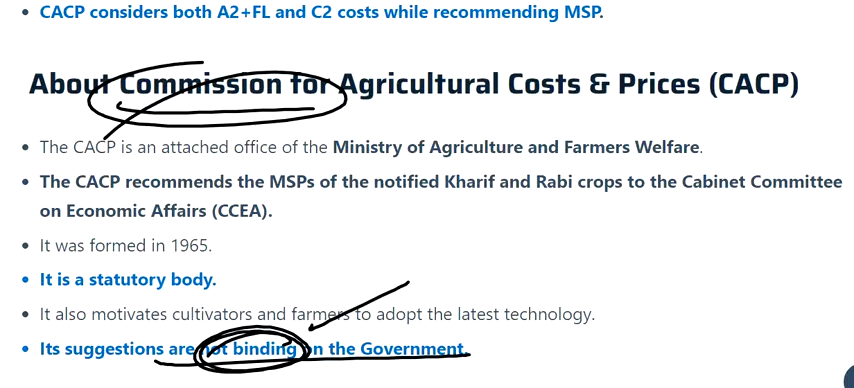 CACP considers both A2+FL and C2 costs while recommending MSP.
About Commission for Agricultural Costs & Prices (CACP)
The CACP is an attached office of the Ministry of Agriculture and Farmers Welfare.
The CACP recommends the MSPs of the notified Kharif and Rabi crops to the Cabinet Committee
on Economic Affairs (CCEA).
It was formed in 1965.
It is a statutory body.
It also motivates cultivators and farmers to adopt the latest technology.
Its suggestions are not binding on the Government.